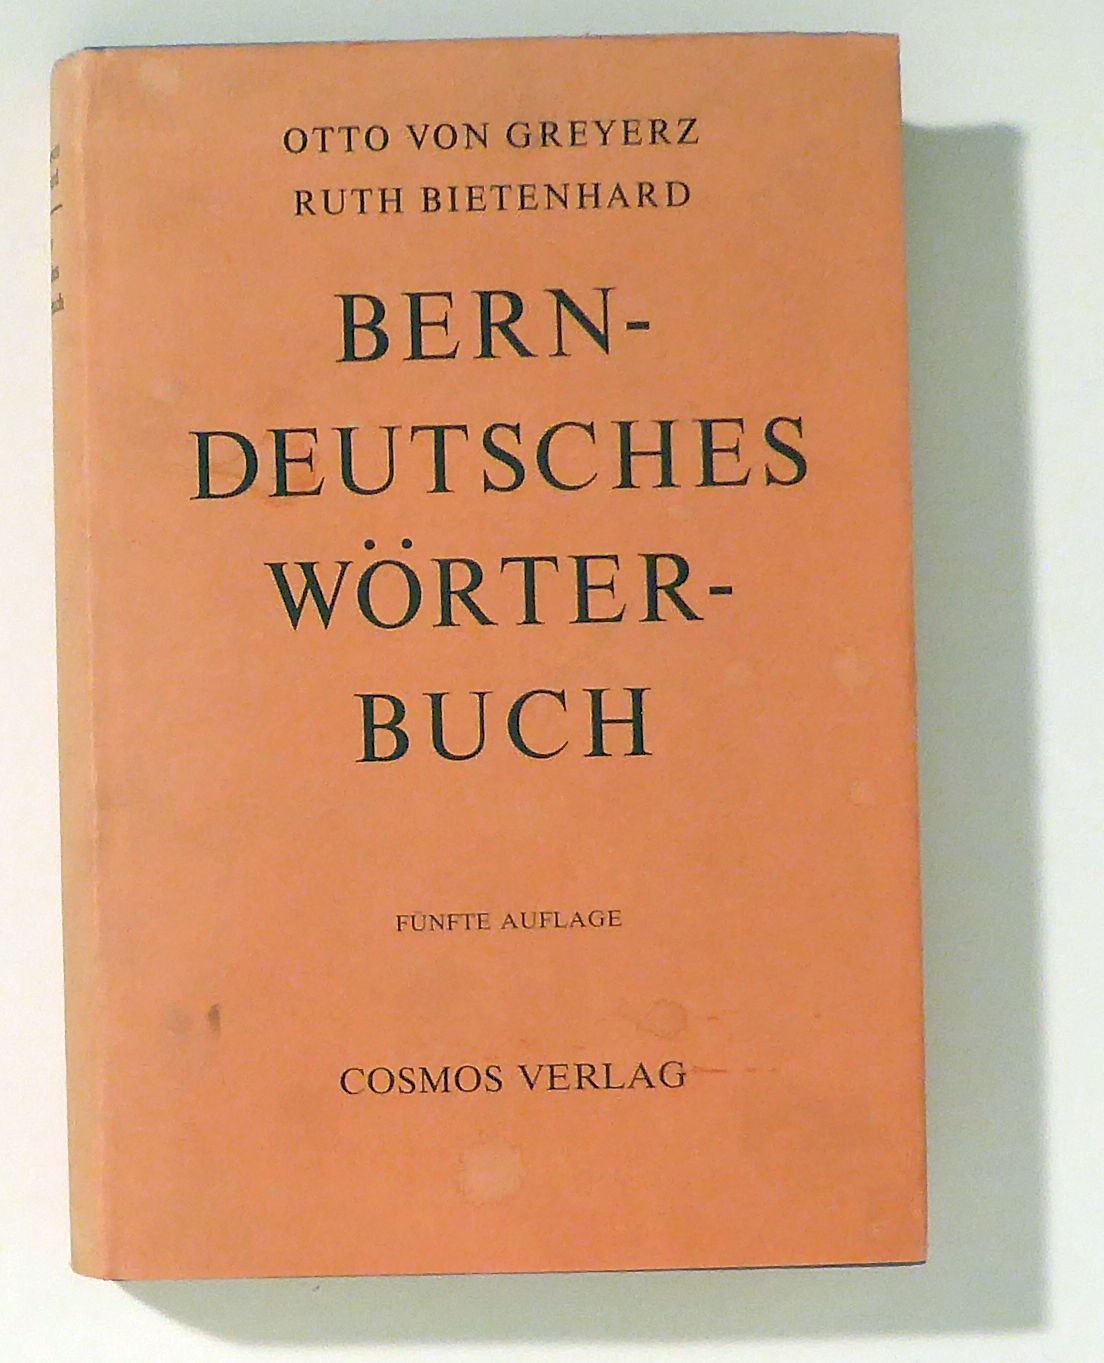 OTTO VON GREYERZ
RUTH BIETENHARD
BERN-
DEUTSCHES
WÖRTER-
BUCH
FÜNFTE AUFLAGE
COSMOS VERLAG